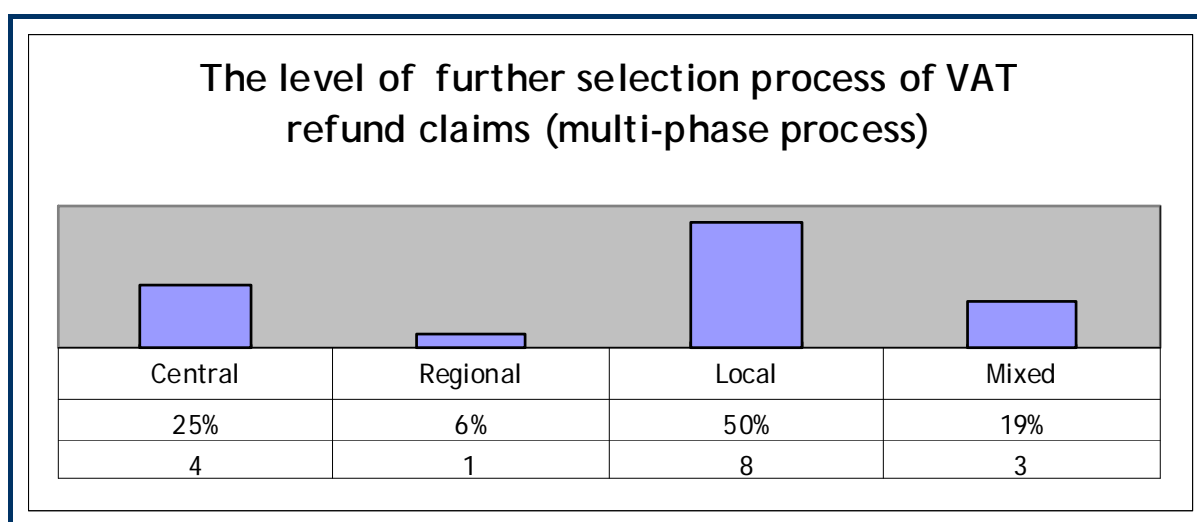 The level of further selection process of VAT
refund claims (multi-phase process)
Central Regional Local Mixed
25% 6% 50% 19%
4 1 8 3